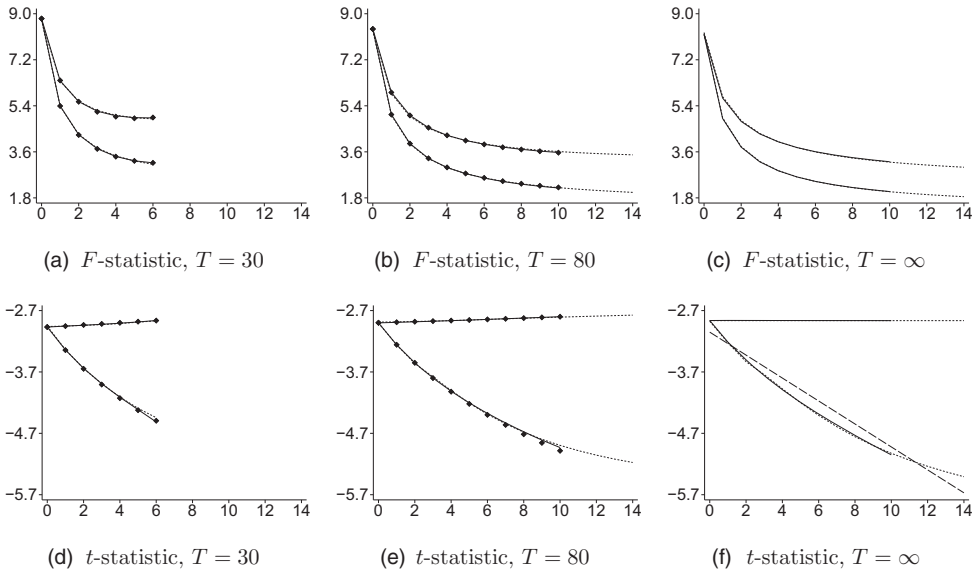 9.0
7.2
5.4
3.6
1.8
0 2 4 6 8 10 12 14
(a) F-statistic, T = 30
9.0
7.2
5.4
3.6
1.8
0 2 4 6 8 10 12 14
(b) F-statistic, T = 80
9.0
7.2
5.4
3.6
1.8
0 2 4 6 8 10 12 14
(c) F-statistic, T = ∞
−2.7
−3.7
−4.7
−5.7
0 2 4 6 8 10 12 14
(d) t-statistic, T = 30
−2.7
−3.7
−4.7
−5.7
0 2 4 6 8 10 12 14
(e) t-statistic, T = 80
−2.7
−3.7
−4.7
−5.7
0 2 4 6 8 10 12 14
(f) t-statistic, T = ∞